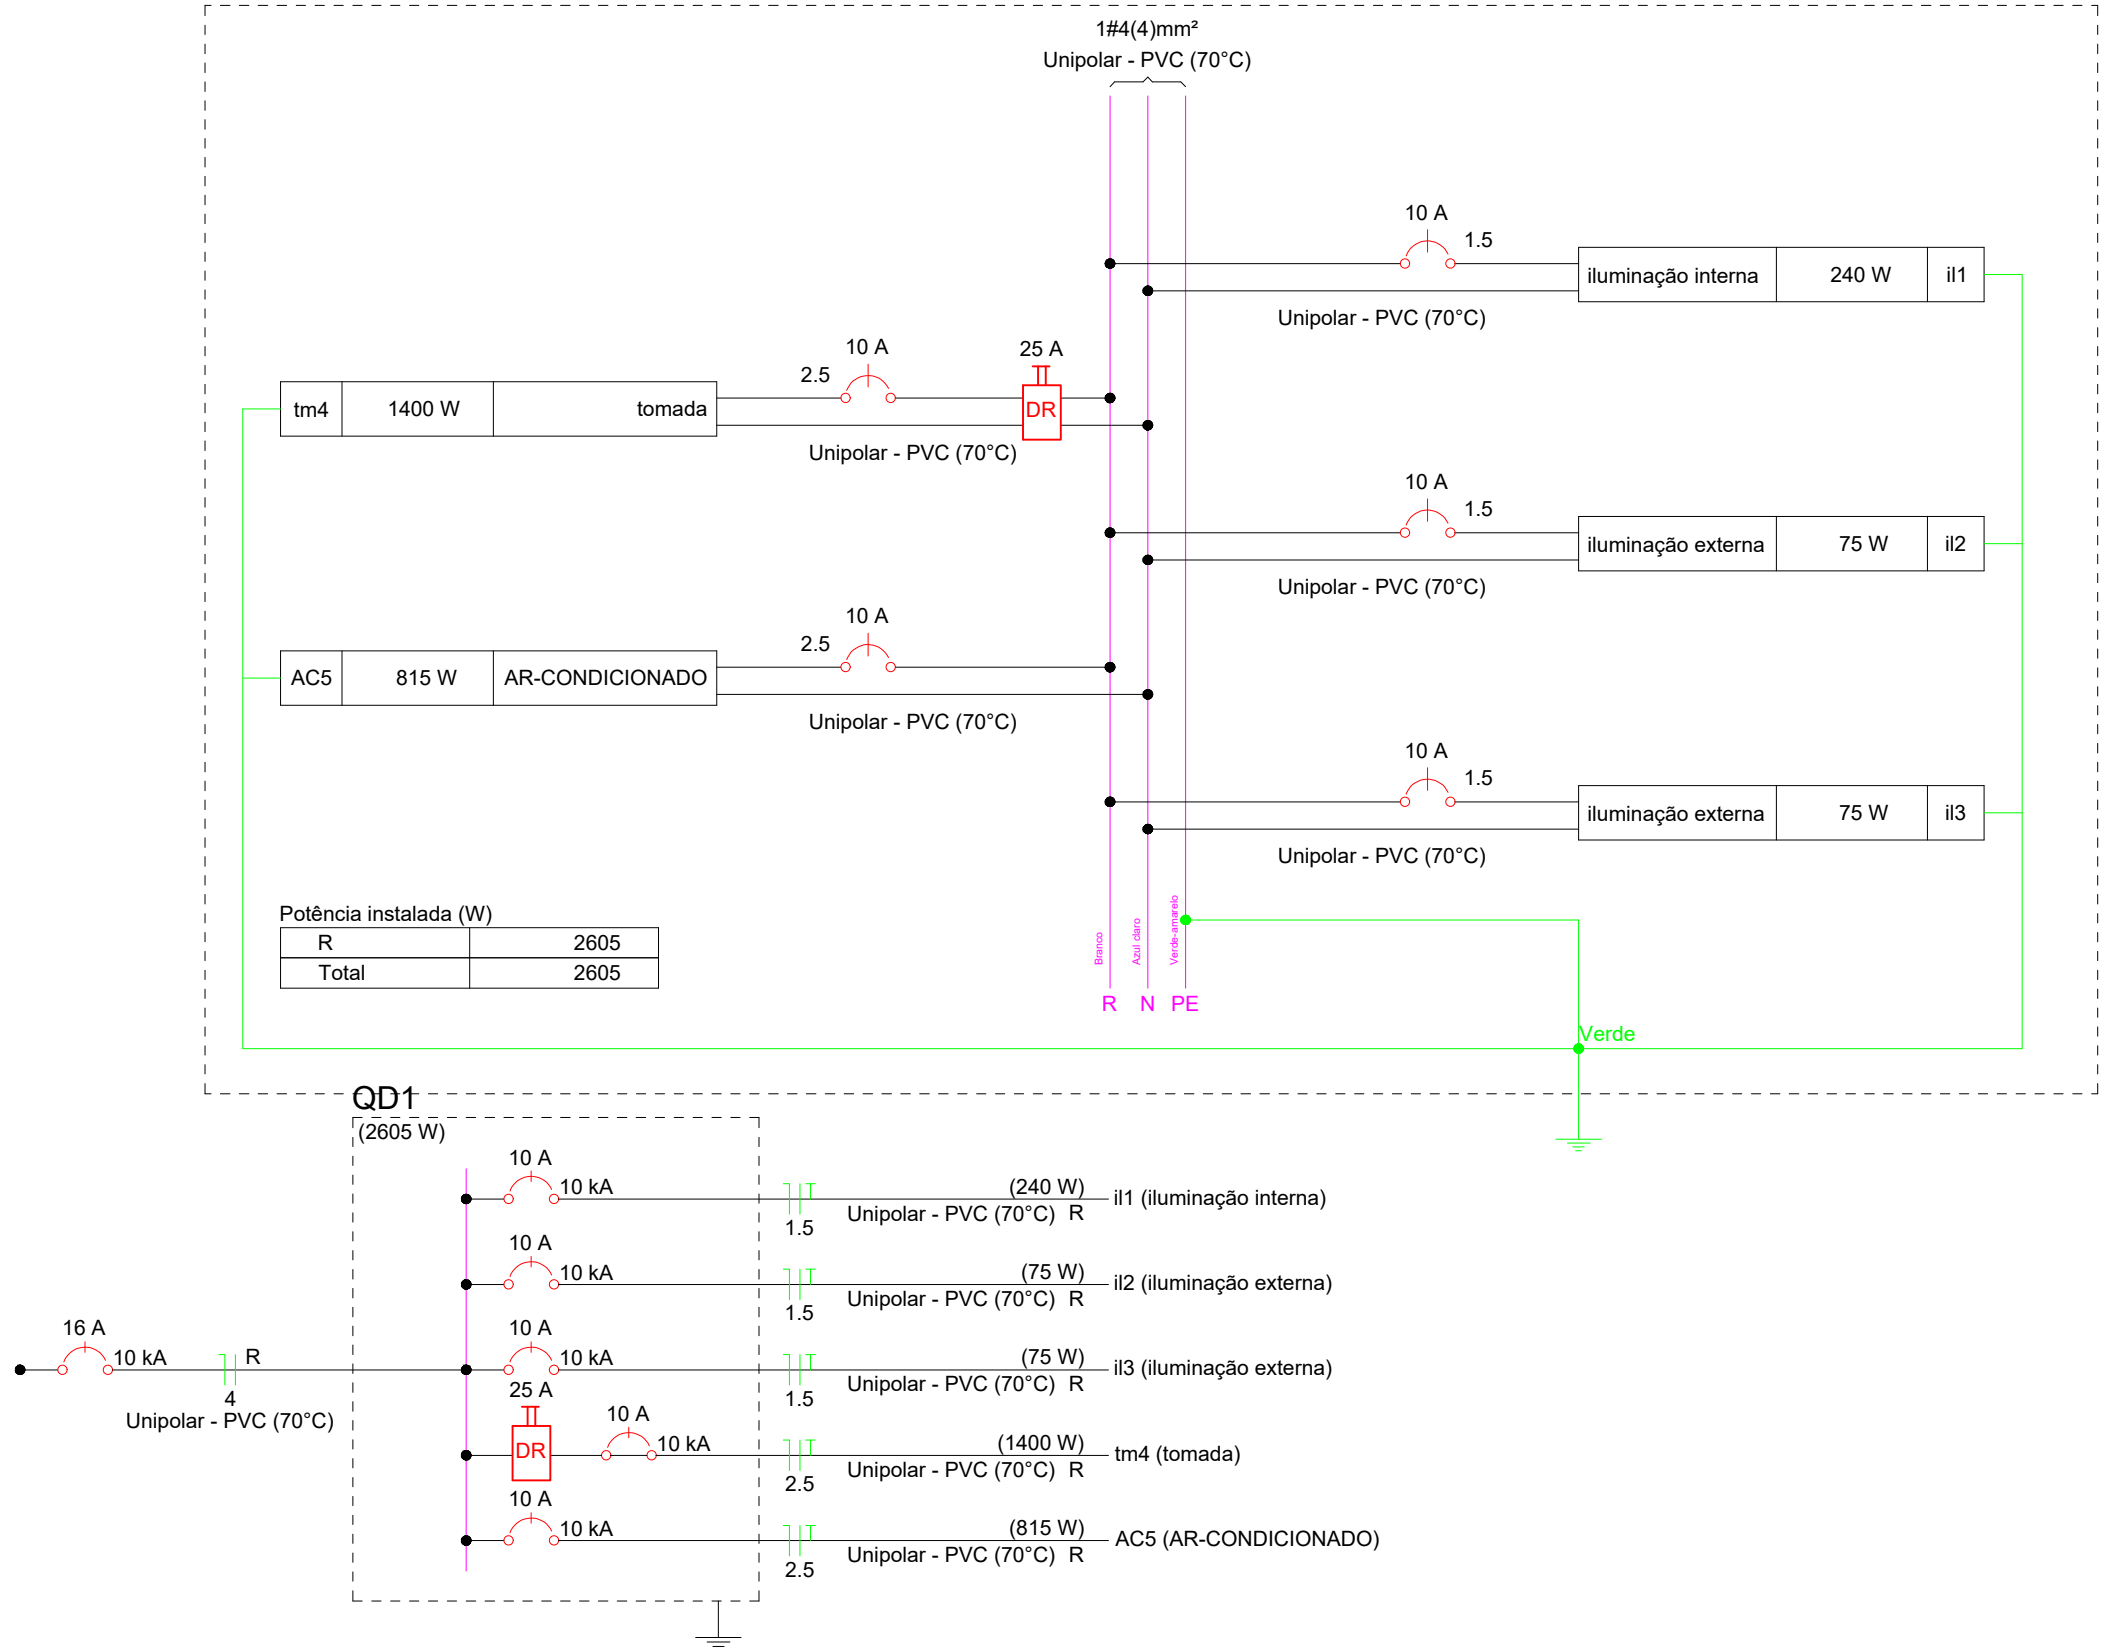 1#4(4)mm²
Unipolar - PVC (70°C)
10 A
1.5
iluminação interna 240 W il1
Unipolar - PVC (70°C)
10 A
25 A
2.5
tm4 1400 W tomada
DR
Unipolar - PVC (70°C)
10 A
1.5
iluminação externa 75 W il2
Unipolar - PVC (70°C)
10 A
2.5
AC5 815 W AR-CONDICIONADO
Unipolar - PVC (70°C)
10 A
1.5
iluminação externa 75 W il3
Unipolar - PVC (70°C)
Potência instalada (W)
R 2605
Total 2605
Branco
Azul claro
Verde-amarelo
R N PE
Verde
QD1
(2605 W)
10 A
10 kA
1.5
(240 W)
Unipolar - PVC (70°C) R
il1 (iluminação interna)
10 A
10 kA
1.5
(75 W)
Unipolar - PVC (70°C) R
il2 (iluminação externa)
16 A
10 kA
R
4
Unipolar - PVC (70°C)
10 A
10 kA
1.5
(75 W)
Unipolar - PVC (70°C) R
il3 (iluminação externa)
25 A
DR
10 A
10 kA
2.5
(1400 W)
Unipolar - PVC (70°C) R
tm4 (tomada)
10 A
10 kA
2.5
(815 W)
Unipolar - PVC (70°C) R
AC5 (AR-CONDICIONADO)